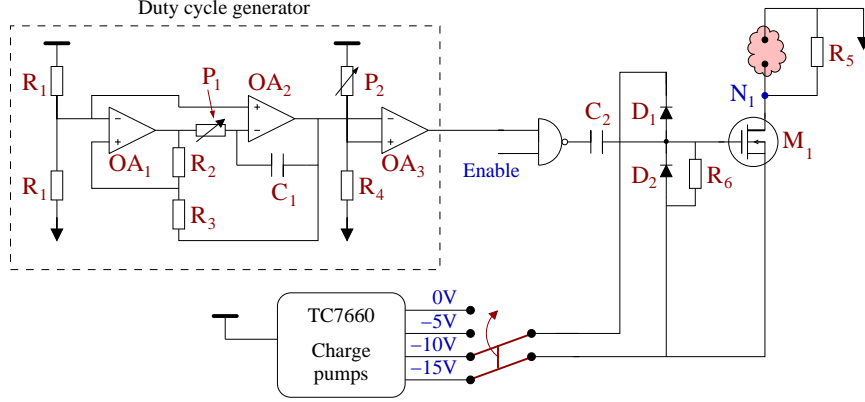 Duty cycle generator
R1
P1
OA2
P2
R5
N1
C2
D1
OA1
R2
OA3
M1
Enable
D2
R6
R1
C1
R4
R3
0V
TC7660
−5V
Charge
−10V
pumps
−15V